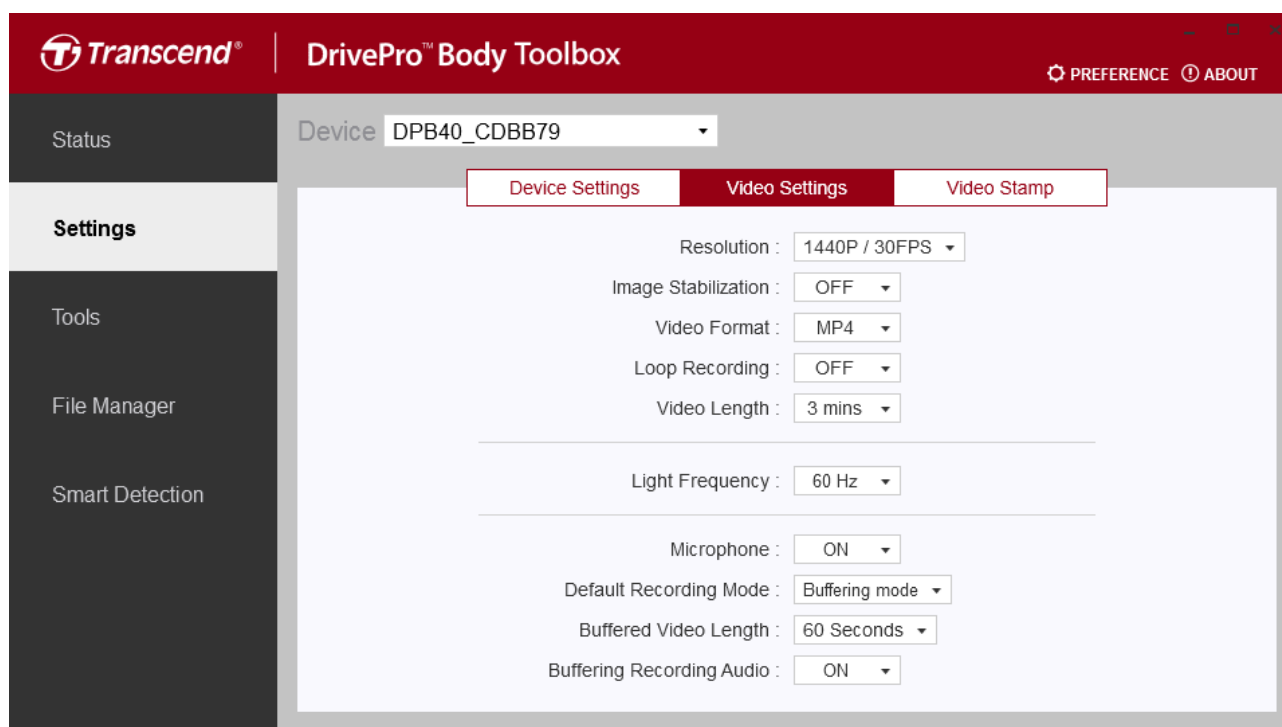 Transcend®
DrivePro™ Body Toolbox
PREFERENCE ABOUT
Status
Settings
Tools
File Manager
Smart Detection
Device DPB40_CDBB79
Device Settings Video Settings Video Stamp
Resolution : 1440P / 30FPS
Image Stabilization : OFF
Video Format : MP4
Loop Recording : OFF
Video Length : 3 mins
Light Frequency : 60 Hz
Microphone : ON
Default Recording Mode : Buffering mode
Buffered Video Length : 60 Seconds
Buffering Recording Audio : ON